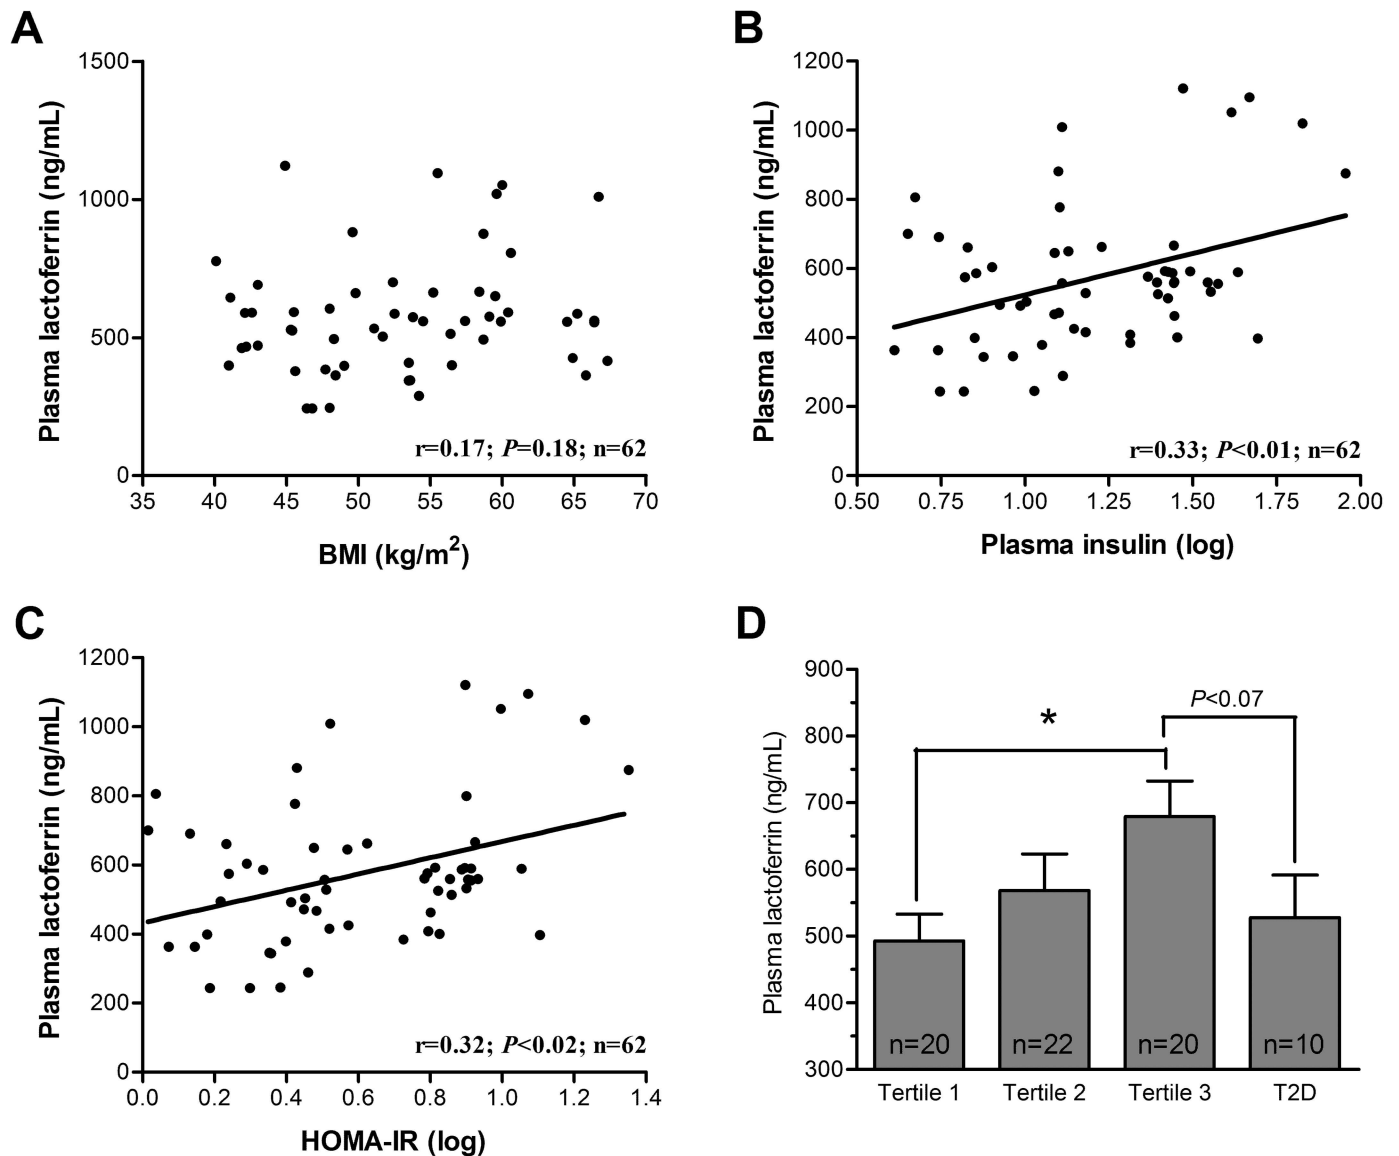 A
Plasma lactoferrin (ng/mL)
1500
1000
500
0
35 40 45 50 55 60 65 70
r=0.17; P=0.18; n=62
BMI (kg/m²)
B
Plasma lactoferrin (ng/mL)
1200
1000
800
600
400
200
0
0.50 0.75 1.00 1.25 1.50 1.75 2.00
r=0.33; P<0.01; n=62
Plasma insulin (log)
C
Plasma lactoferrin (ng/mL)
1200
1000
800
600
400
200
0
0.0 0.2 0.4 0.6 0.8 1.0 1.2 1.4
r=0.32; P<0.02; n=62
HOMA-IR (log)
D
Plasma lactoferrin (ng/mL)
900
800
700
600
500
400
300
*
P<0.07
n=20 n=22 n=20 n=10
Tertile 1 Tertile 2 Tertile 3 T2D